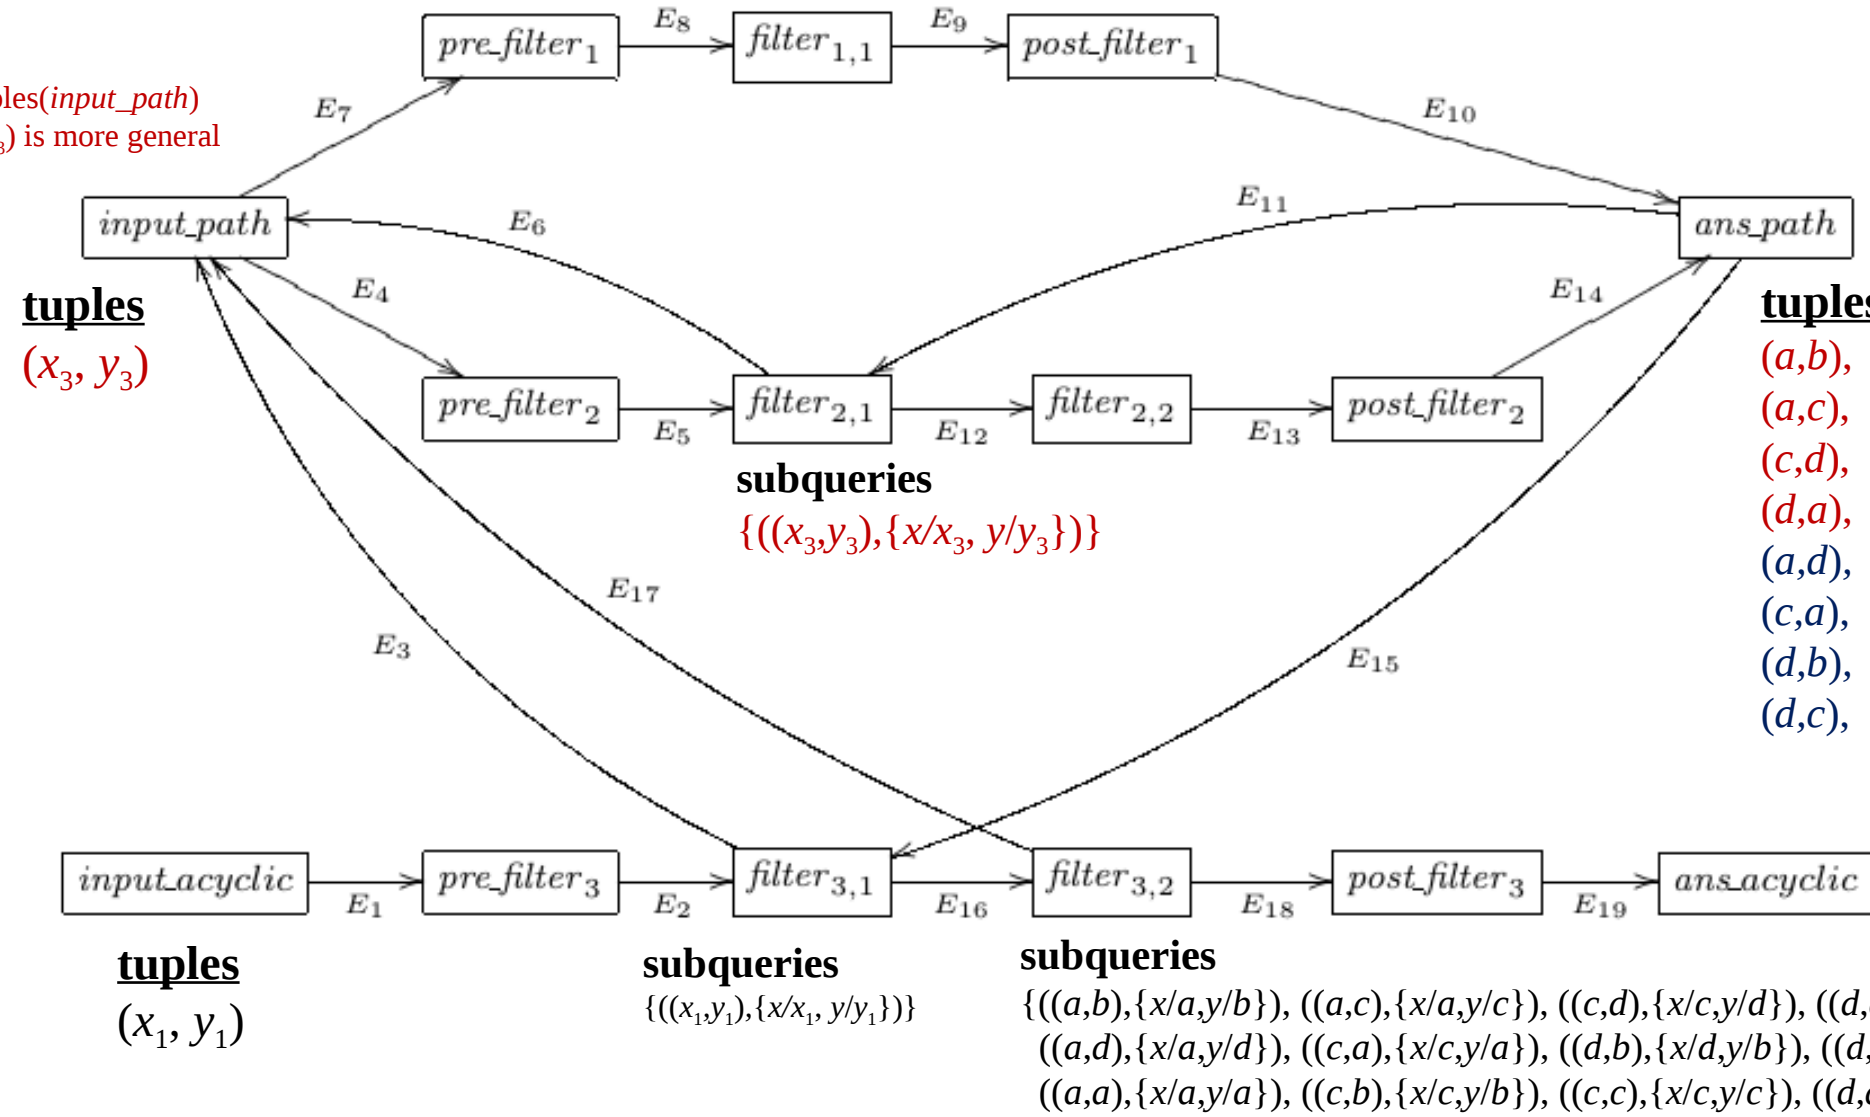 E₈
E₉
pre_filter₁
filter₁,₁
post_filter₁
(input_path)
E₇
E₁₀
) is more general
E₆
E₁₁
input_path
ans_path
E₄
E₁₄
tuples
tuples
(x₃, y₃)
(a,b),
pre_filter₂
filter₂,₁
filter₂,₂
post_filter₂
(a,c),
E₅
E₁₂
E₁₃
(c,d),
subqueries
{((x₃,y₃),{x/x₃, y/y₃})}
(d,a),
(a,d),
E₁₇
(c,a),
E₃
E₁₅
(d,b),
(d,c),
input_acyclic
pre_filter₃
filter₃,₁
filter₃,₂
post_filter₃
ans_acyclic
E₁
E₂
E₁₆
E₁₈
E₁₉
tuples
subqueries
subqueries
(x₁, y₁)
{((x₁,y₁),{x/x₁, y/y₁})}
{((a,b),{x/a,y/b}), ((a,c),{x/a,y/c}), ((c,d),{x/c,y/d}), ((d,
((a,d),{x/a,y/d}), ((c,a),{x/c,y/a}), ((d,b),{x/d,y/b}), ((d,
((a,a),{x/a,y/a}), ((c,b),{x/c,y/b}), ((c,c),{x/c,y/c}), ((d,